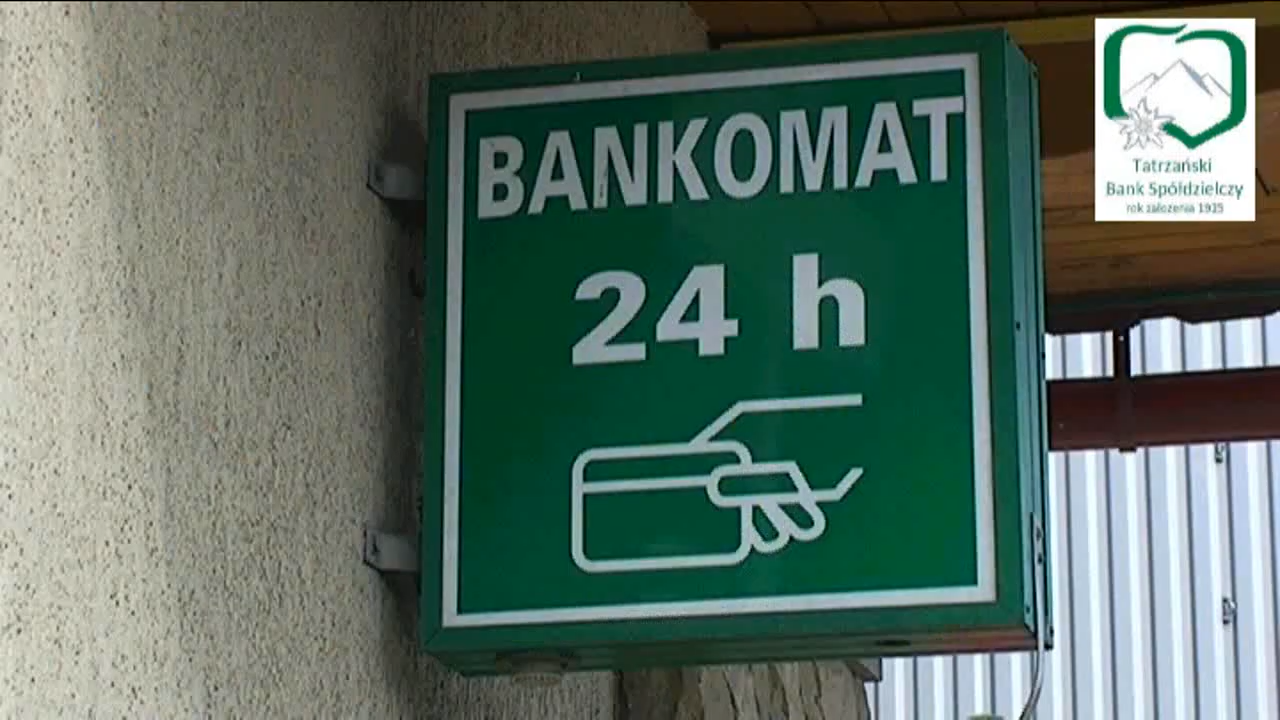 BANKOMAT
24 h
Tatrzański
Bank Spółdzielczy
rok założenia 1925